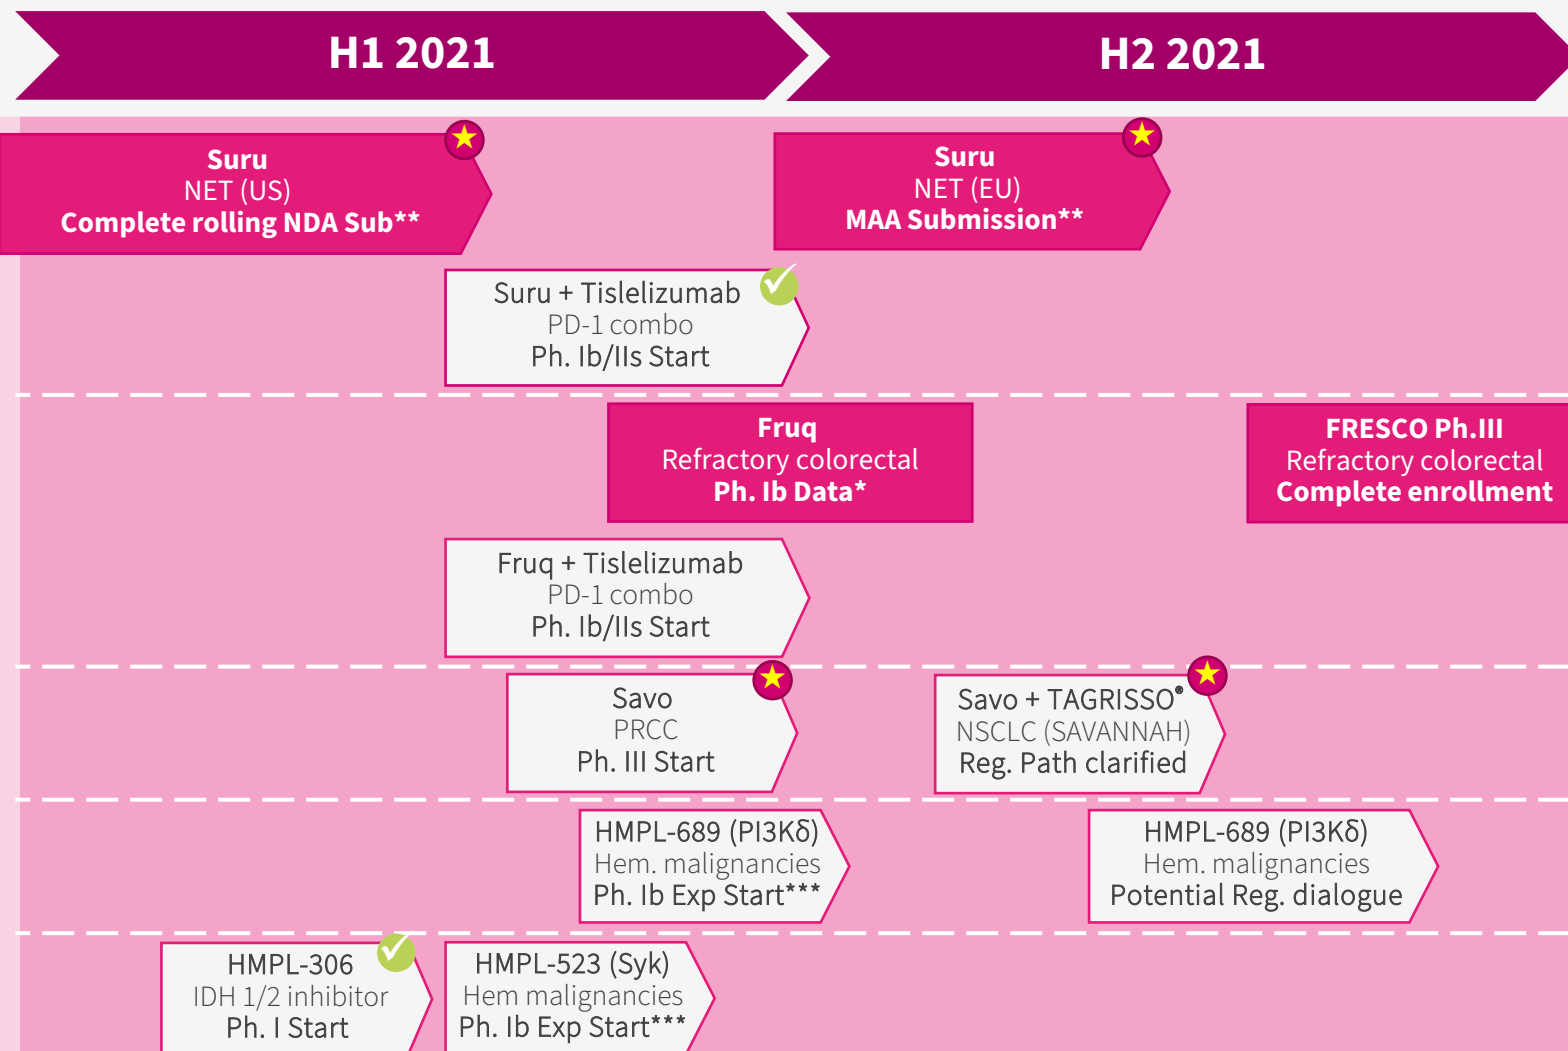 H1 2021
H2 2021
Suru
NET (US)
Complete rolling NDA Sub**
Suru
NET (EU)
MAA Submission**
Suru + Tislelizumab
PD-1 combo
Ph. Ib/IIs Start
Fruq
Refractory colorectal
Ph. Ib Data*
FRESCO Ph.III
Refractory colorectal
Complete enrollment
Fruq + Tislelizumab
PD-1 combo
Ph. Ib/IIs Start
Savo
PRCC
Ph. III Start
Savo + TAGRISSO®
NSCLC (SAVANNAH)
Reg. Path clarified
HMPL-689 (PI3Kδ)
Hem. malignancies
Ph. Ib Exp Start***
HMPL-689 (PI3Kδ)
Hem. malignancies
Potential Reg. dialogue
HMPL-306
IDH 1/2 inhibitor
Ph. I Start
HMPL-523 (Syk)
Hem malignancies
Ph. Ib Exp Start***